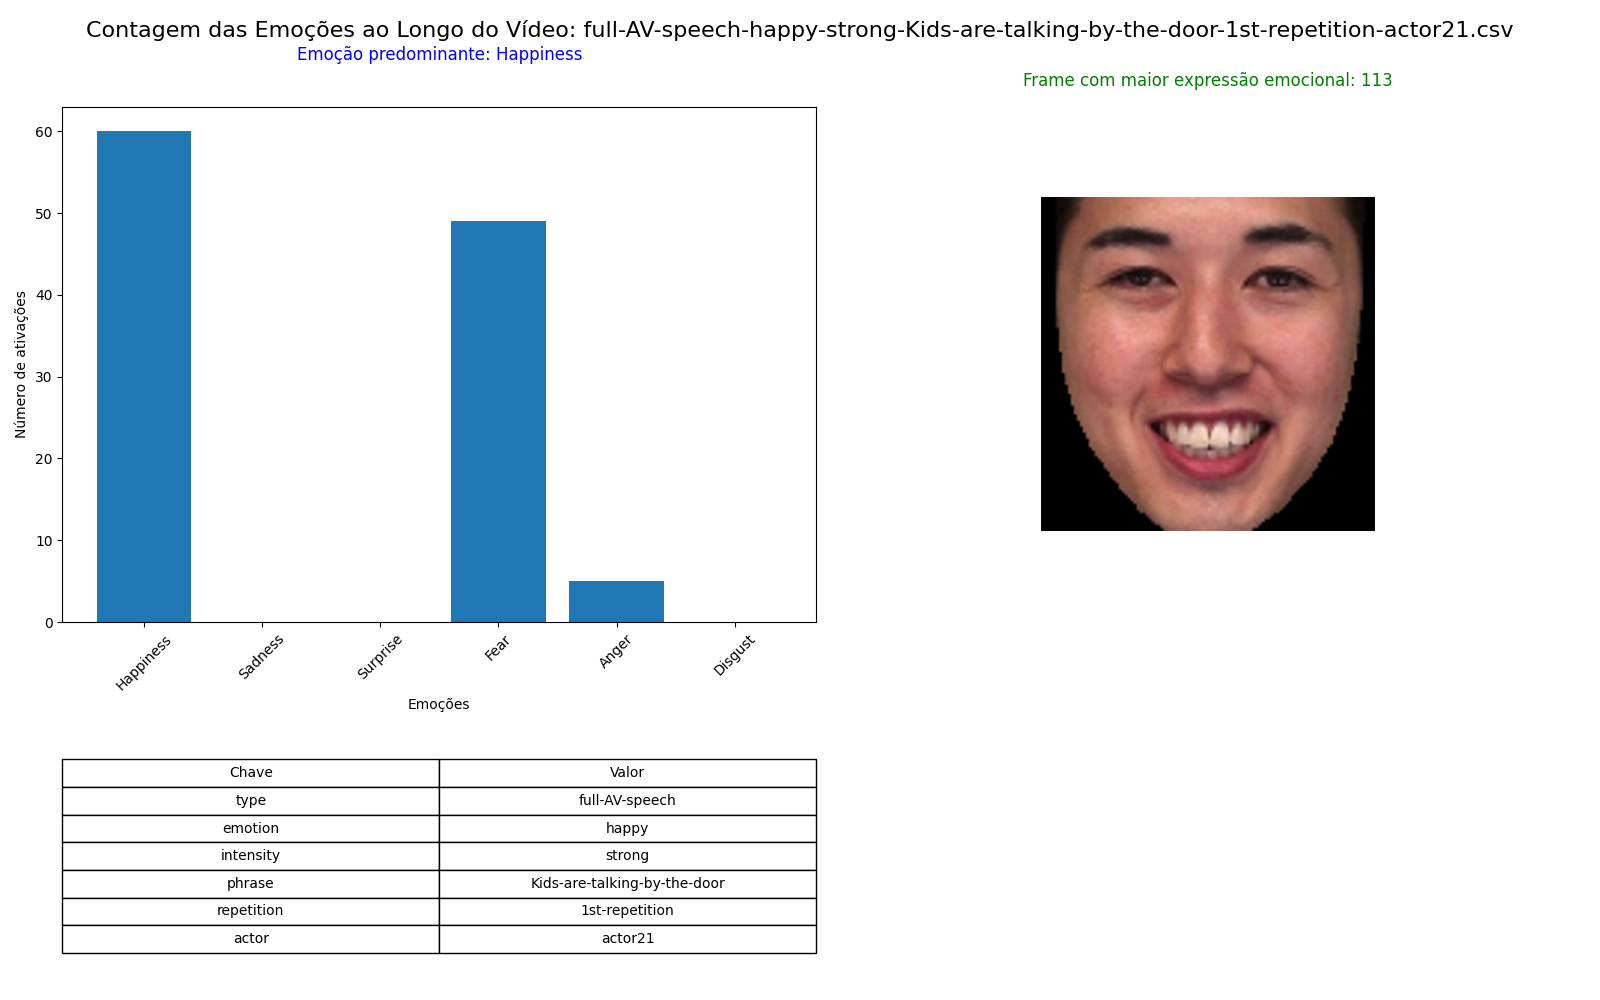 Contagem das Emoções ao Longo do Vídeo: full-AV-speech-happy-strong-Kids-are-talking-by-the-door-1st-repetition-actor21.csv
Emoção predominante: Happiness
Frame com maior expressão emocional: 113
Número de ativações
60
50
40
30
20
10
0
Happiness
Sadness
Surprise
Fear
Anger
Disgust
Emoções
Chave Valor
type full-AV-speech
emotion happy
intensity strong
phrase Kids-are-talking-by-the-door
repetition 1st-repetition
actor actor21